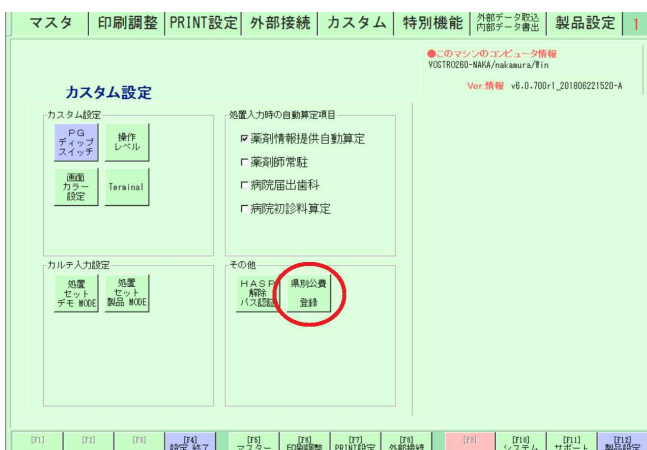 マスタ 印刷調整 PRINT設定 外部接続 カスタム 特別機能 外部データ取込 製品設定 1
内部データ書出
●このマシンのコンピュータ情報
VOSTRO260-NAKA/nakamura/Win
Ver.情報 v6.0.700r1_201806221520-A
カスタム設定
カスタム設定
PG
ディップ
スイッチ
操作
レベル
画面
カラー
設定
Terminal
処置入力時の自動算定項目
薬剤情報提供自動算定
薬剤師常駐
病院届出歯科
病院初診料算定
カルテ入力設定
処置
セット
デモ MODE
処置
セット
製品 MODE
その他
HASP
解除
パス認証
県別公費
登録
[F1] [F2] [F3] [F4] [F5] [F6] [F7] [F8] [F9] [F10] [F11] [F12]
設定 終了 マスター 印刷調整 PRINT設定 外部接続 システム サポート 製品設定